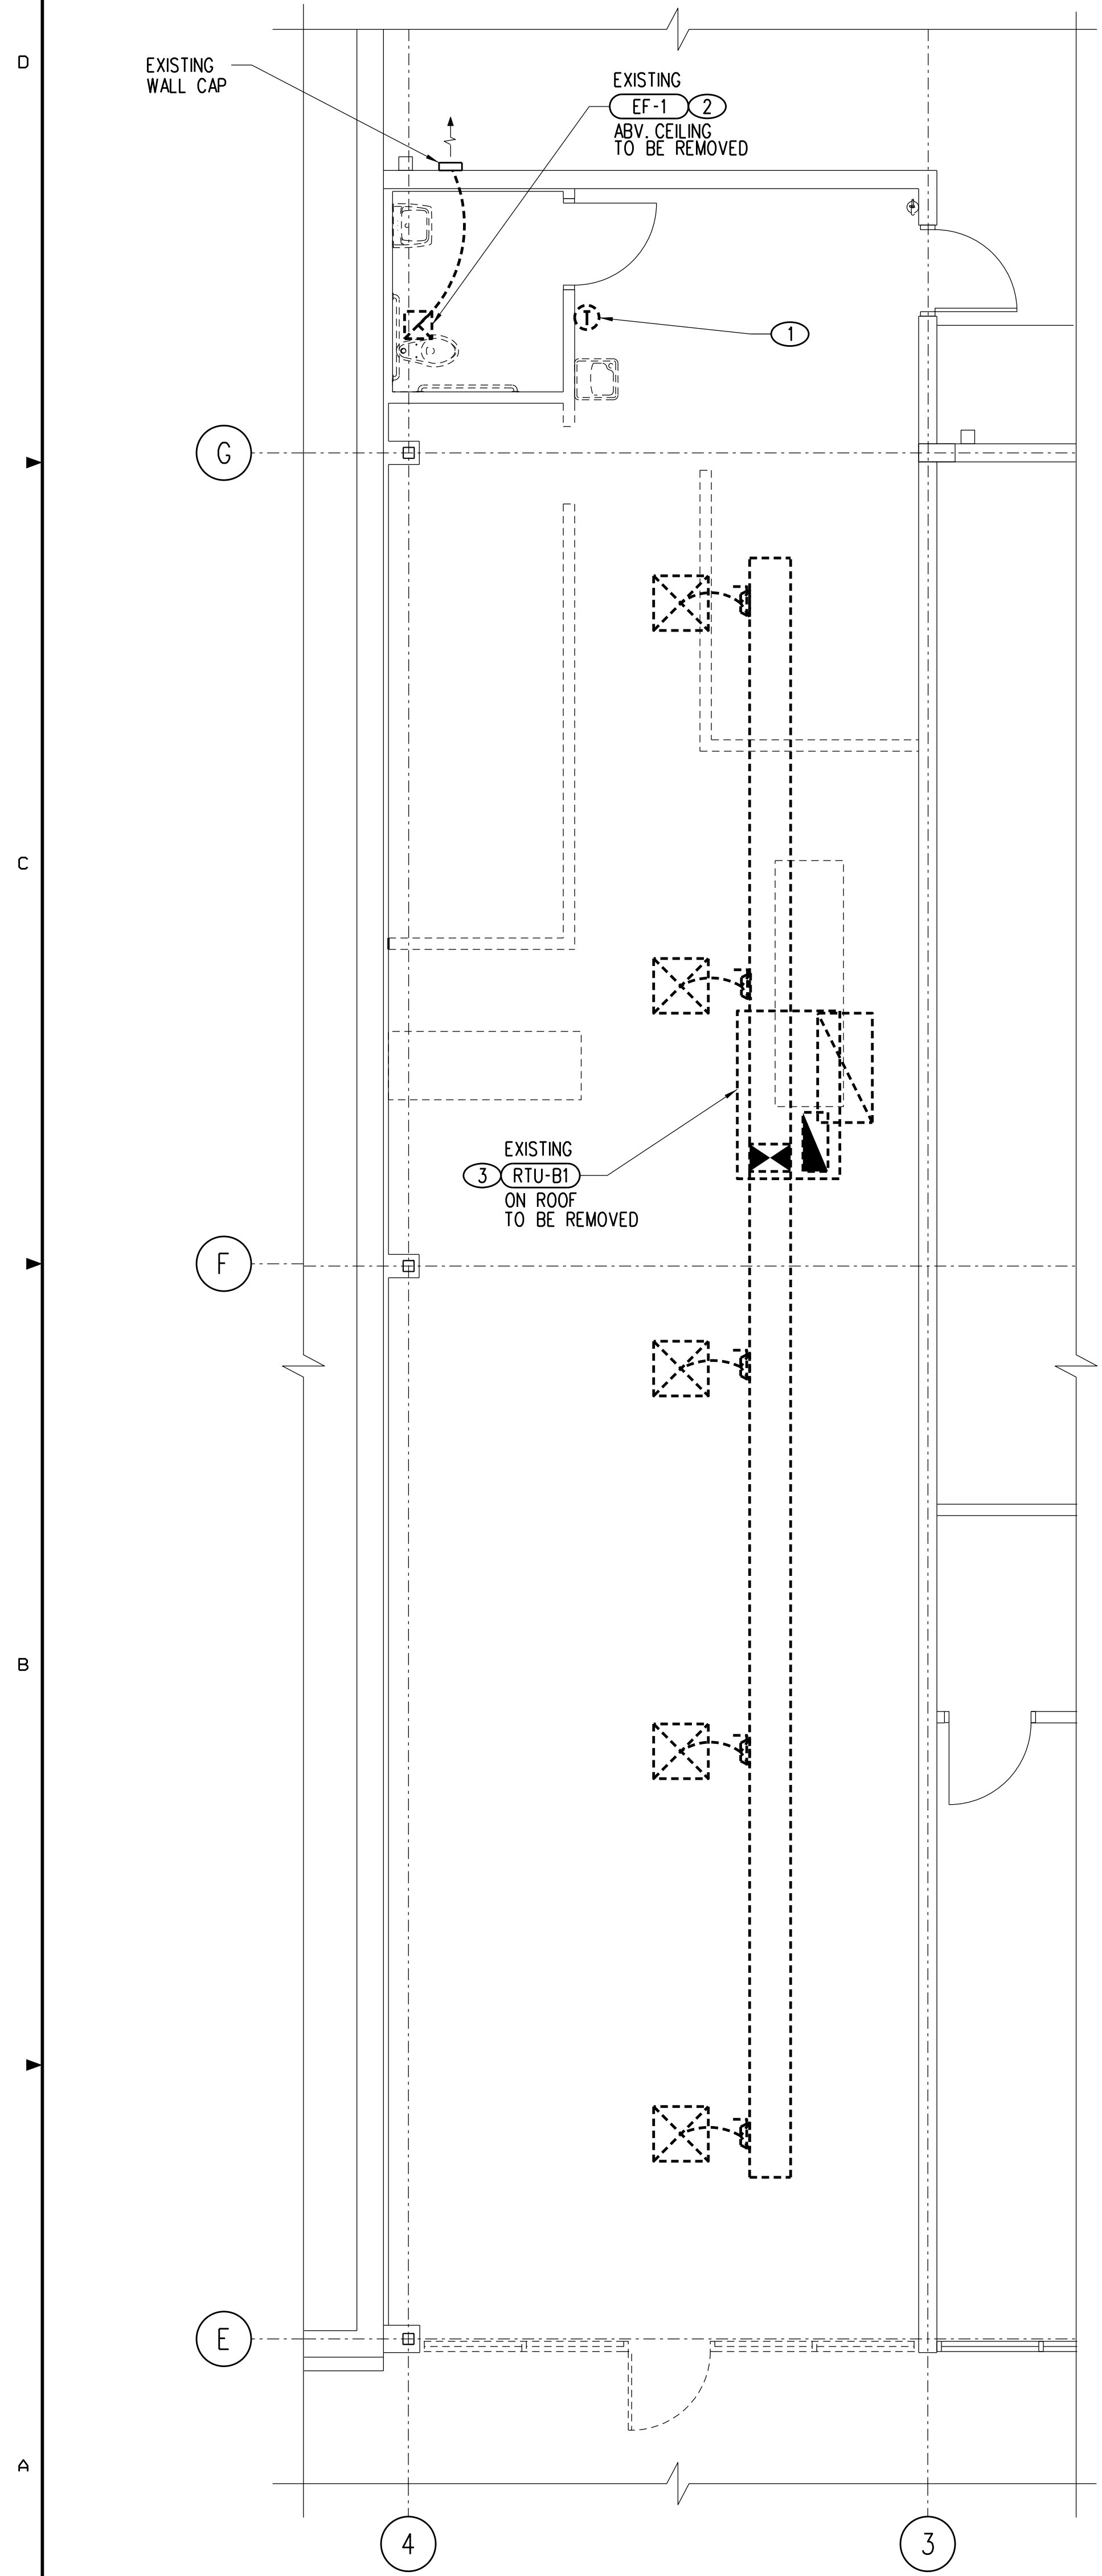 D
EXISTING
WALL CAP
EXISTING
EF-1 2
ABV. CEILING
TO BE REMOVED
T
1
G
C
EXISTING
3 RTU-B1
ON ROOF
TO BE REMOVED
F
B
E
A
4
3